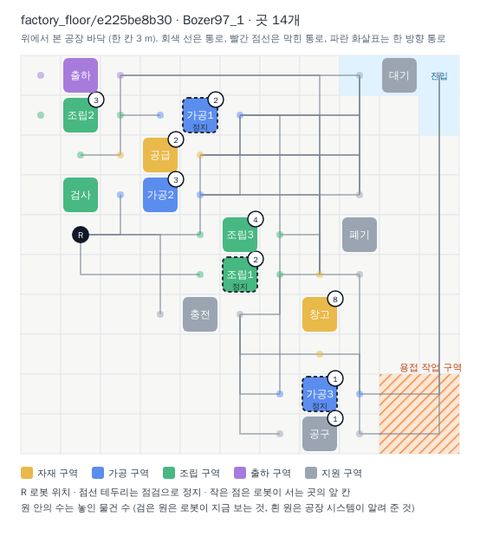 factory_floor/e225be8b30 · Bozer97_1 · 곳 14개
위에서 본 공장 바닥 (한 칸 3 m). 회색 선은 통로, 빨간 점선은 막힌 통로, 파란 화살표는 한 방향 통로
출하
대기
진입
조립2
3
가공1
2
정지
공급
2
검사
가공2
3
R
조립3
4
폐기
조립1
2
정지
충전
창고
8
용접 작업 구역
가공3
1
정지
공구
1
자재 구역
가공 구역
조립 구역
출하 구역
지원 구역
R 로봇 위치 · 점선 테두리는 점검으로 정지 · 작은 점은 로봇이 서는 곳의 앞 칸
원 안의 수는 놓인 물건 수 (검은 원은 로봇이 지금 보는 것, 흰 원은 공장 시스템이 알려 준 것)